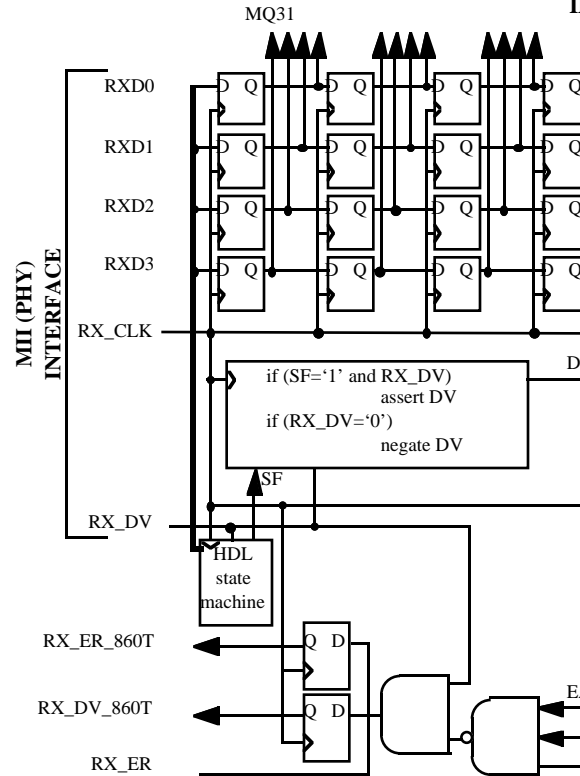 MQ31
RXD0
D Q D Q D Q D Q
RXD1
D Q D Q D Q D Q
RXD2
D Q D Q D Q D Q
RXD3
D Q D Q D Q D Q
MII (PHY)
INTERFACE
RX_CLK
if (SF=‘1’ and RX_DV)
assert DV
if (RX_DV=‘0’)
negate DV
D
SF
RX_DV
HDL
state
machine
RX_ER_860T
Q D
RX_DV_860T
Q D
RX_ER